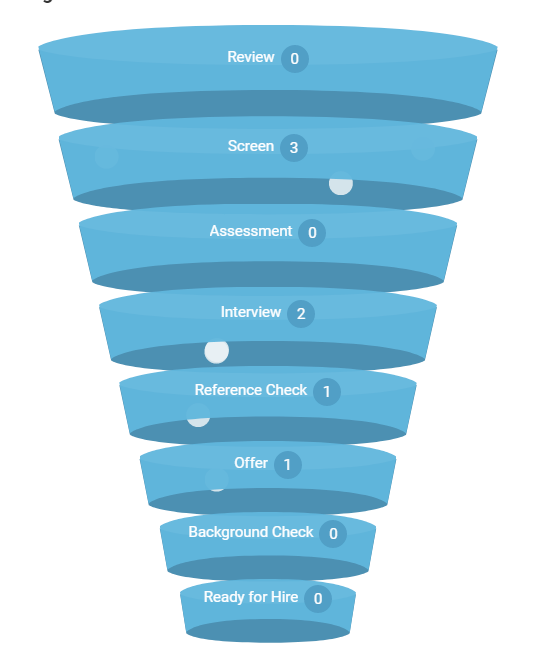 Review 0
Screen 3
Assessment 0
Interview 2
Reference Check 1
Offer 1
Background Check 0
Ready for Hire 0